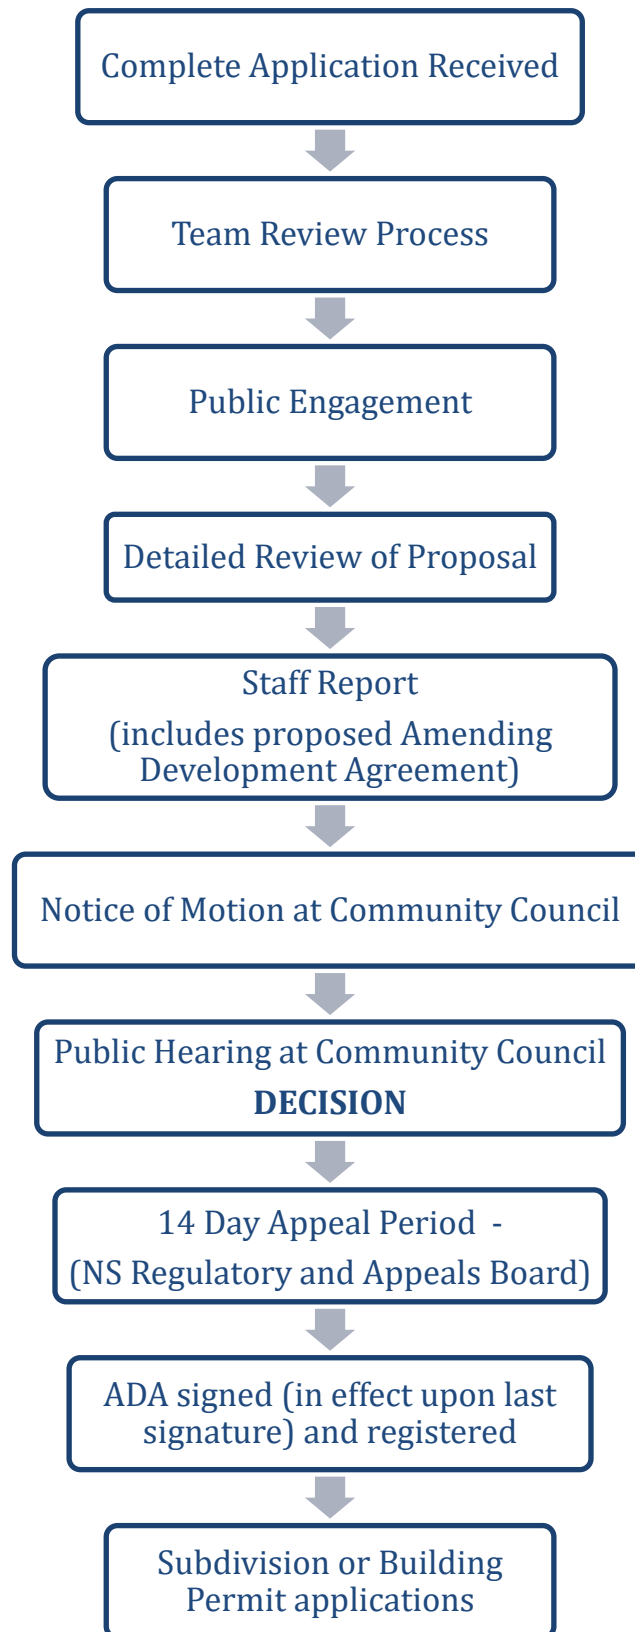 Complete Application Received
Team Review Process
Public Engagement
Detailed Review of Proposal
Staff Report
(includes proposed Amending
Development Agreement)
Notice of Motion at Community Council
Public Hearing at Community Council
DECISION
14 Day Appeal Period -
(NS Regulatory and Appeals Board)
ADA signed (in effect upon last
signature) and registered
Subdivision or Building
Permit applications